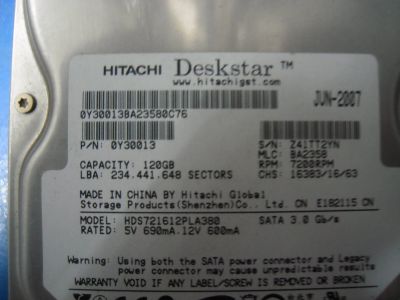 HITACHI Deskstar ™
www.hitachigst.com
JUN-2007
0Y30013BA23580C76
P/N: 0Y30013 S/N: Z41TT2YN
MLC: BA2358
CAPACITY: 120GB RPM: 7200RPM
LBA: 234.441.648 SECTORS CHS: 16383/16/63
MADE IN CHINA BY Hitachi Global
Storage Products(Shenzhen)Co., Ltd. CN E182115 CN
MODEL: HDS721612PLA380 SATA 3.0 Gb/s
RATED: 5V 690mA.12V 600mA
Warning: Using both the SATA power connector and Legacy
power connector may cause unpredictable results
WARRANTY VOID IF ANY LABEL/SCREW IS REMOVED OR BROKEN